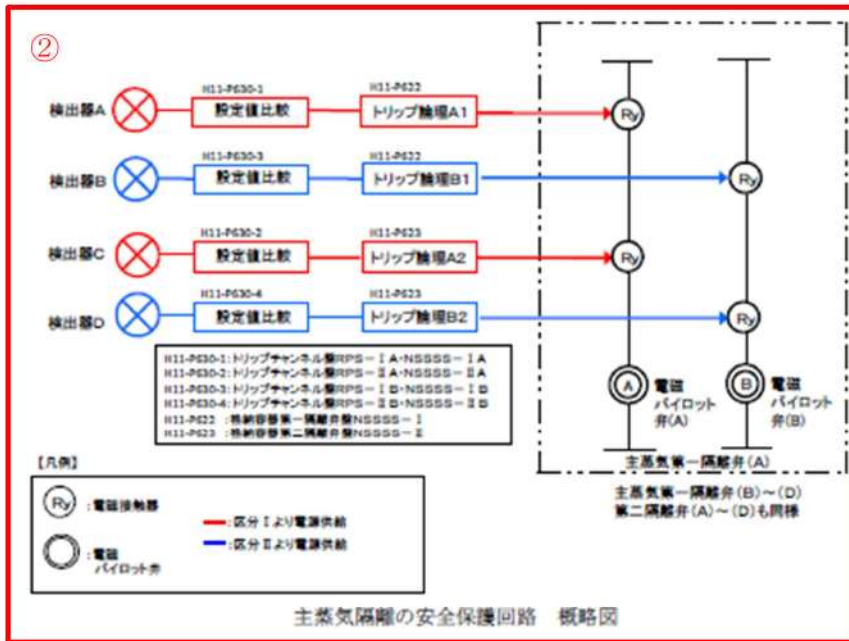 ②
H11-P630-1
H11-P622
検出器A
設定値比較
トリップ論理A1
Ry
H11-P630-3
H11-P622
検出器B
設定値比較
トリップ論理B1
Ry
H11-P630-2
H11-P623
検出器C
設定値比較
トリップ論理A2
Ry
H11-P630-4
H11-P623
検出器D
設定値比較
トリップ論理B2
Ry
H11-P630-1:トリップチャンネル盤RPS-ⅠA・NSSSS-ⅠA
H11-P630-2:トリップチャンネル盤RPS-ⅡA・NSSSS-ⅡA
H11-P630-3:トリップチャンネル盤RPS-ⅠB・NSSSS-ⅠB
H11-P630-4:トリップチャンネル盤RPS-ⅡB・NSSSS-ⅡB
H11-P622 :格納容器第一隔離弁盤NSSSS-Ⅰ
H11-P623 :格納容器第二隔離弁盤NSSSS-Ⅱ
A
電磁
パイロット
弁(A)
B
電磁
パイロット
弁(B)
主蒸気第一隔離弁(A)
主蒸気第一隔離弁(B)~(D)
第二隔離弁(A)~(D)も同様
【凡例】
Ry
:電磁接触器
:電磁
パイロット弁
:区分Ⅰより電源供給
:区分Ⅱより電源供給
主蒸気隔離の安全保護回路 概略図